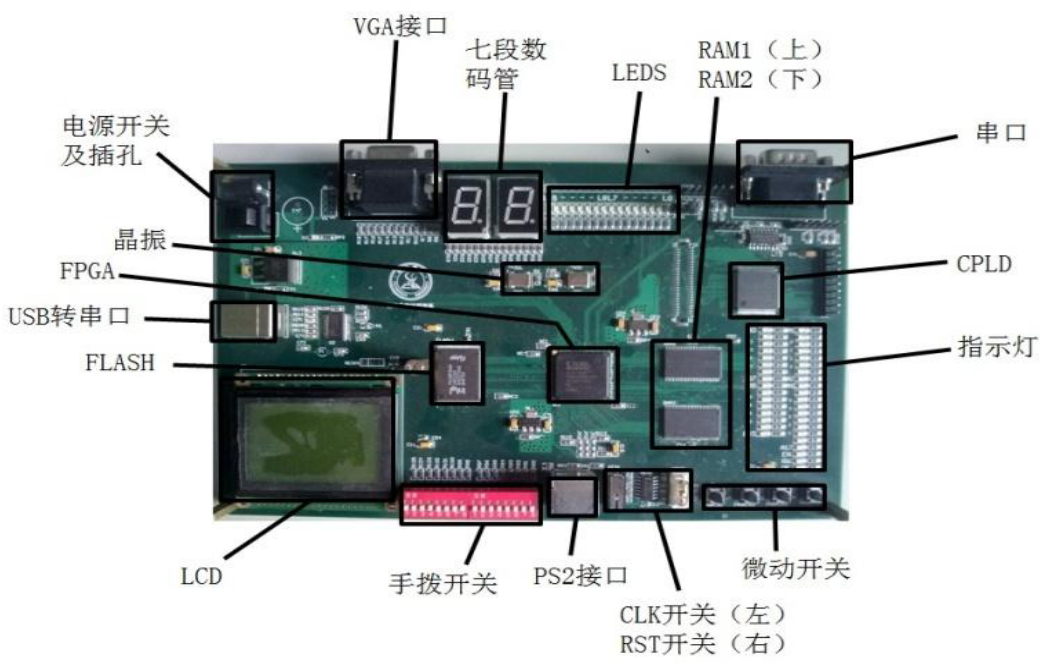 VGA接口
七段数
码管
LEDS
RAM1（上）
RAM2（下）
电源开关
及插孔
串口
晶振
FPGA
CPLD
USB转串口
FLASH
指示灯
LCD
手拨开关
PS2接口
微动开关
CLK开关（左）
RST开关（右）